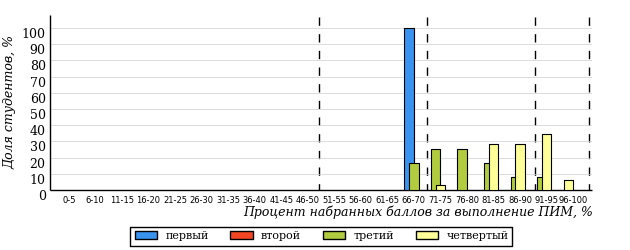 Доля студентов, %
100
90
80
70
60
50
40
30
20
10
0
0-5 6-10 11-15 16-20 21-25 26-30 31-35 36-40 41-45 46-50 51-55 56-60 61-65 66-70 71-75 76-80 81-85 86-90 91-95 96-100
Процент набранных баллов за выполнение ПИМ, %
первый второй третий четвертый